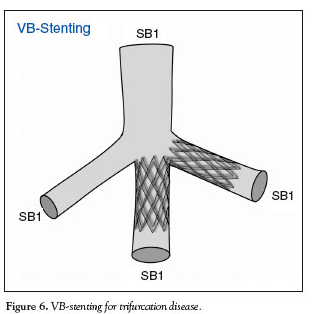 VB-Stenting
SB1
SB1
SB1
SB1
Figure 6. VB-stenting for trifurcation disease.